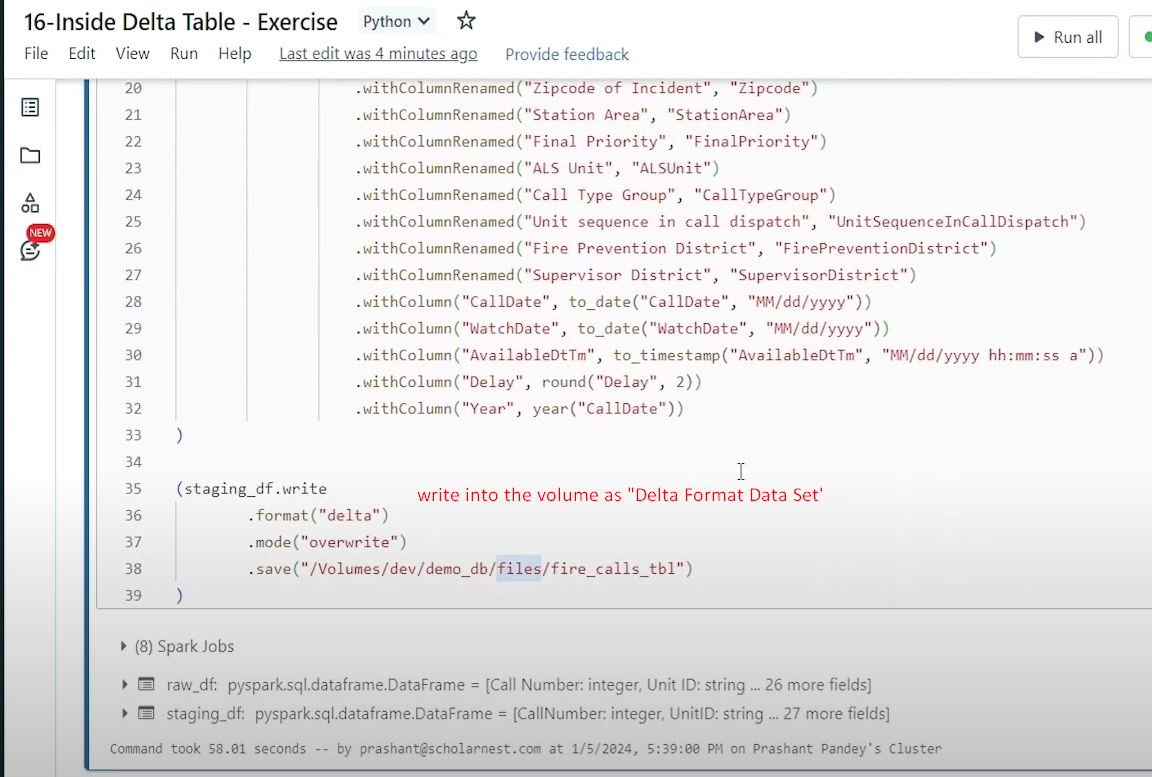 16-Inside Delta Table - Exercise Python
File Edit View Run Help Last edit was 4 minutes ago Provide feedback
Run all
NEW
20 .withColumnRenamed("Zipcode of Incident", "Zipcode")
21 .withColumnRenamed("Station Area", "StationArea")
22 .withColumnRenamed("Final Priority", "FinalPriority")
23 .withColumnRenamed("ALS Unit", "ALSUnit")
24 .withColumnRenamed("Call Type Group", "CallTypeGroup")
25 .withColumnRenamed("Unit sequence in call dispatch", "UnitSequenceInCallDispatch")
26 .withColumnRenamed("Fire Prevention District", "FirePreventionDistrict")
27 .withColumnRenamed("Supervisor District", "SupervisorDistrict")
28 .withColumn("CallDate", to_date("CallDate", "MM/dd/yyyy"))
29 .withColumn("WatchDate", to_date("WatchDate", "MM/dd/yyyy"))
30 .withColumn("AvailableDtTm", to_timestamp("AvailableDtTm", "MM/dd/yyyy hh:mm:ss a"))
31 .withColumn("Delay", round("Delay", 2))
32 .withColumn("Year", year("CallDate"))
33 )
34
35 (staging_df.write
write into the volume as "Delta Format Data Set'
36 .format("delta")
37 .mode("overwrite")
38 .save("/Volumes/dev/demo_db/files/fire_calls_tbl")
39 )
(8) Spark Jobs
raw_df: pyspark.sql.dataframe.DataFrame = [Call Number: integer, Unit ID: string ... 26 more fields]
staging_df: pyspark.sql.dataframe.DataFrame = [CallNumber: integer, UnitID: string ... 27 more fields]
Command took 58.01 seconds -- by prashant@scholarnest.com at 1/5/2024, 5:39:00 PM on Prashant Pandey's Cluster